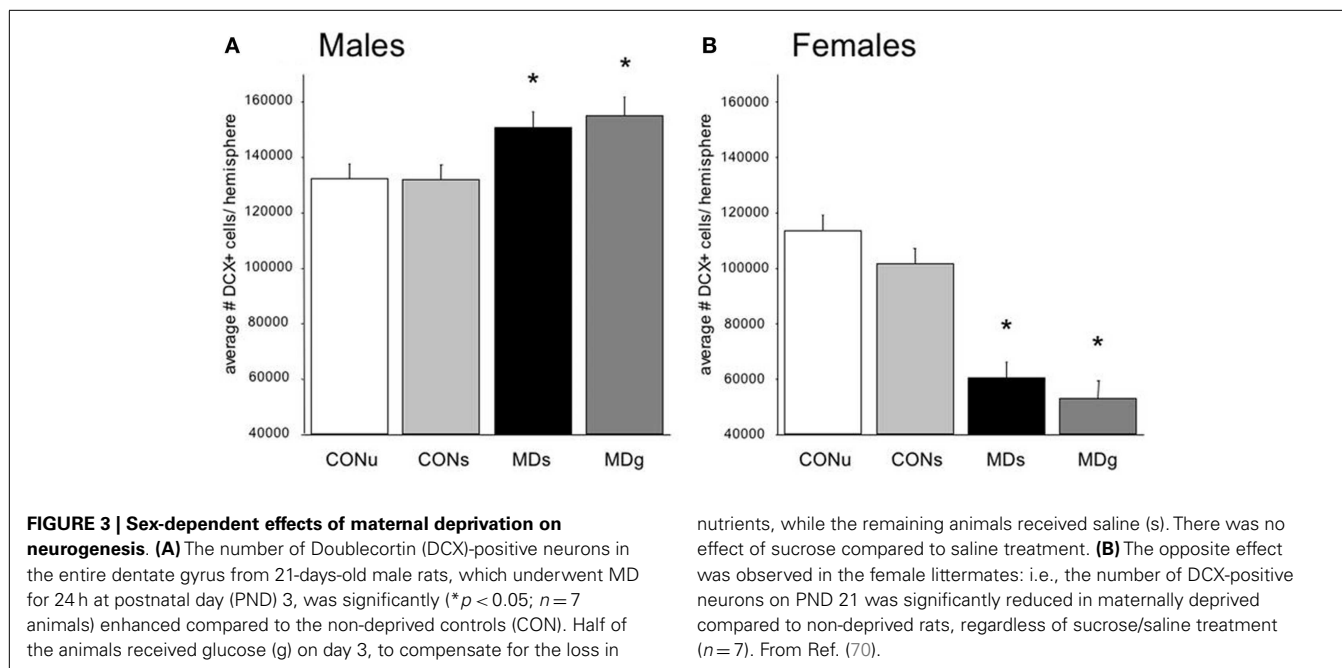 A Males
B Females
average # DCX+ cells/ hemisphere
160000
140000
120000
100000
80000
60000
40000
* *
CONu CONs MDs MDg
average # DCX+ cells/ hemisphere
160000
140000
120000
100000
80000
60000
40000
* *
CONu CONs MDs MDg
FIGURE 3 | Sex-dependent effects of maternal deprivation on
neurogenesis. (A) The number of Doublecortin (DCX)-positive neurons in
the entire dentate gyrus from 21-days-old male rats, which underwent MD
for 24 h at postnatal day (PND) 3, was significantly (*p < 0.05; n = 7
animals) enhanced compared to the non-deprived controls (CON). Half of
the animals received glucose (g) on day 3, to compensate for the loss in
nutrients, while the remaining animals received saline (s). There was no
effect of sucrose compared to saline treatment. (B) The opposite effect
was observed in the female littermates: i.e., the number of DCX-positive
neurons on PND 21 was significantly reduced in maternally deprived
compared to non-deprived rats, regardless of sucrose/saline treatment
(n = 7). From Ref. (70).